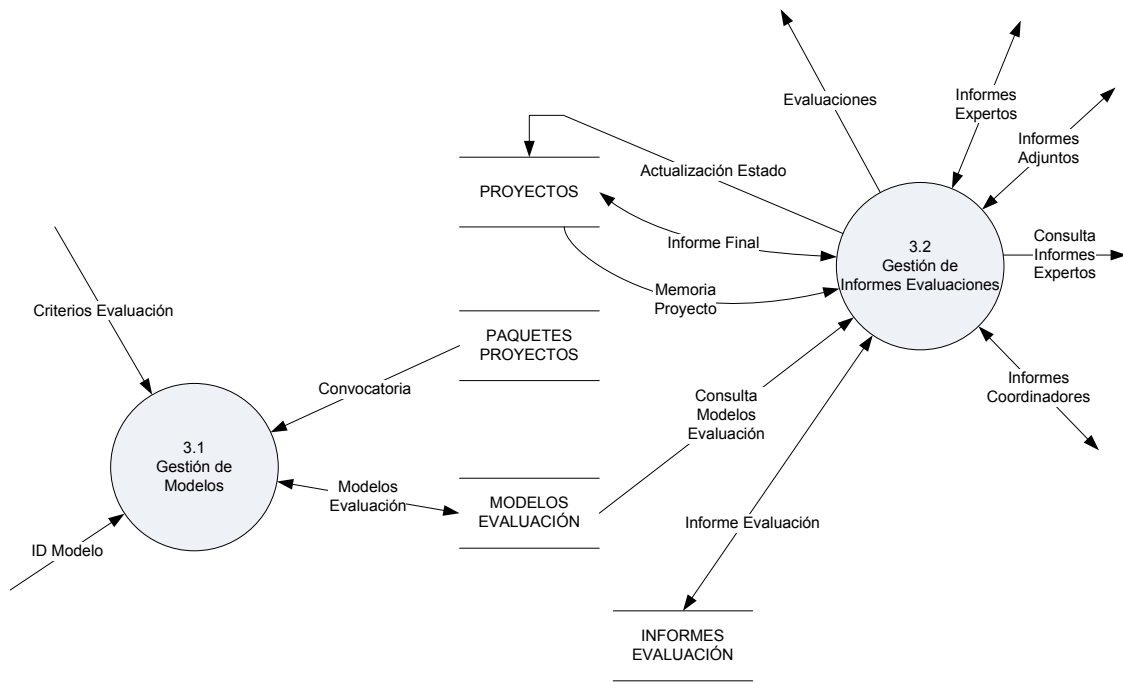 Evaluaciones
Informes
Expertos
Informes
Adjuntos
Actualización Estado
PROYECTOS
3.2
Gestión de
Informes Evaluaciones
Consulta
Informes
Expertos
Informe Final
Memoria
Proyecto
Criterios Evaluación
PAQUETES
PROYECTOS
Convocatoria
Informes
Coordinadores
Consulta
Modelos
Evaluación
3.1
Gestión de
Modelos
Modelos
Evaluación
MODELOS
EVALUACIÓN
Informe Evaluación
ID Modelo
INFORMES
EVALUACIÓN